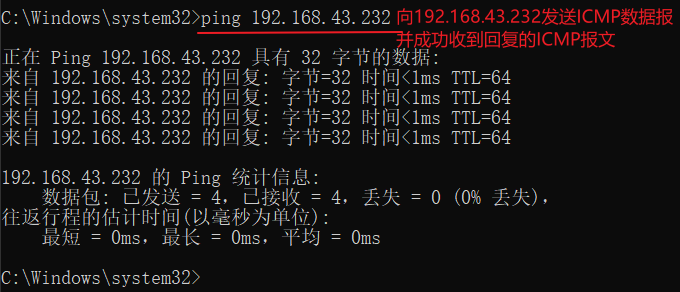 C:\Windows\system32>ping 192.168.43.232 向192.168.43.232发送ICMP数据报
并成功收到回复的ICMP报文
正在 Ping 192.168.43.232 具有 32 字节的数据:
来自 192.168.43.232 的回复: 字节=32 时间<1ms TTL=64
来自 192.168.43.232 的回复: 字节=32 时间<1ms TTL=64
来自 192.168.43.232 的回复: 字节=32 时间<1ms TTL=64
来自 192.168.43.232 的回复: 字节=32 时间<1ms TTL=64
192.168.43.232 的 Ping 统计信息:
数据包: 已发送 = 4，已接收 = 4，丢失 = 0 (0% 丢失)，
往返行程的估计时间(以毫秒为单位):
最短 = 0ms，最长 = 0ms，平均 = 0ms
C:\Windows\system32>